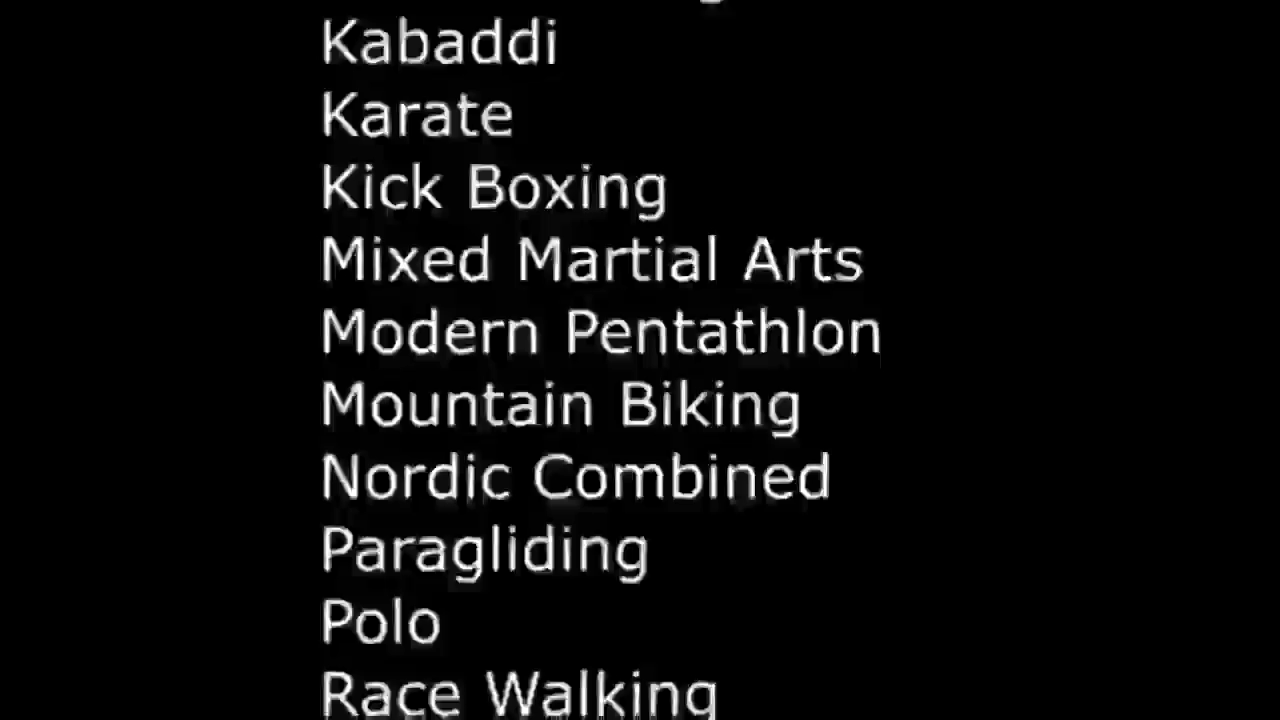 Kabaddi
Karate
Kick Boxing
Mixed Martial Arts
Modern Pentathlon
Mountain Biking
Nordic Combined
Paragliding
Polo
Race Walking